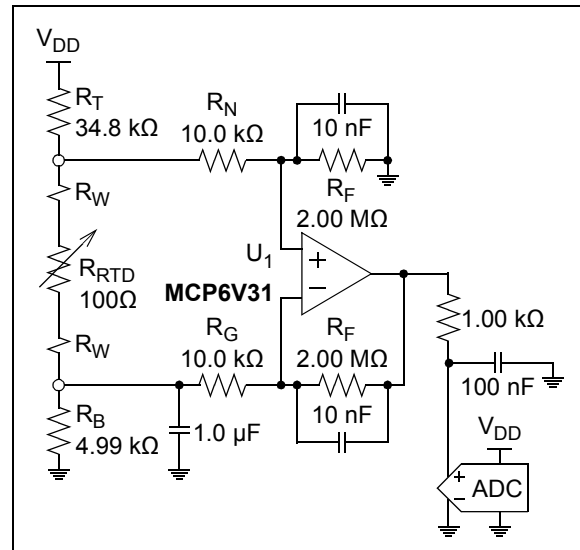 VDD
RT
34.8 kΩ
RN
10.0 kΩ
10 nF
RF
2.00 MΩ
RW
RRTD
100Ω
U1
MCP6V31
+
−
RW
RG
10.0 kΩ
RF
2.00 MΩ
10 nF
1.00 kΩ
100 nF
RB
4.99 kΩ
1.0 µF
VDD
+
−
ADC